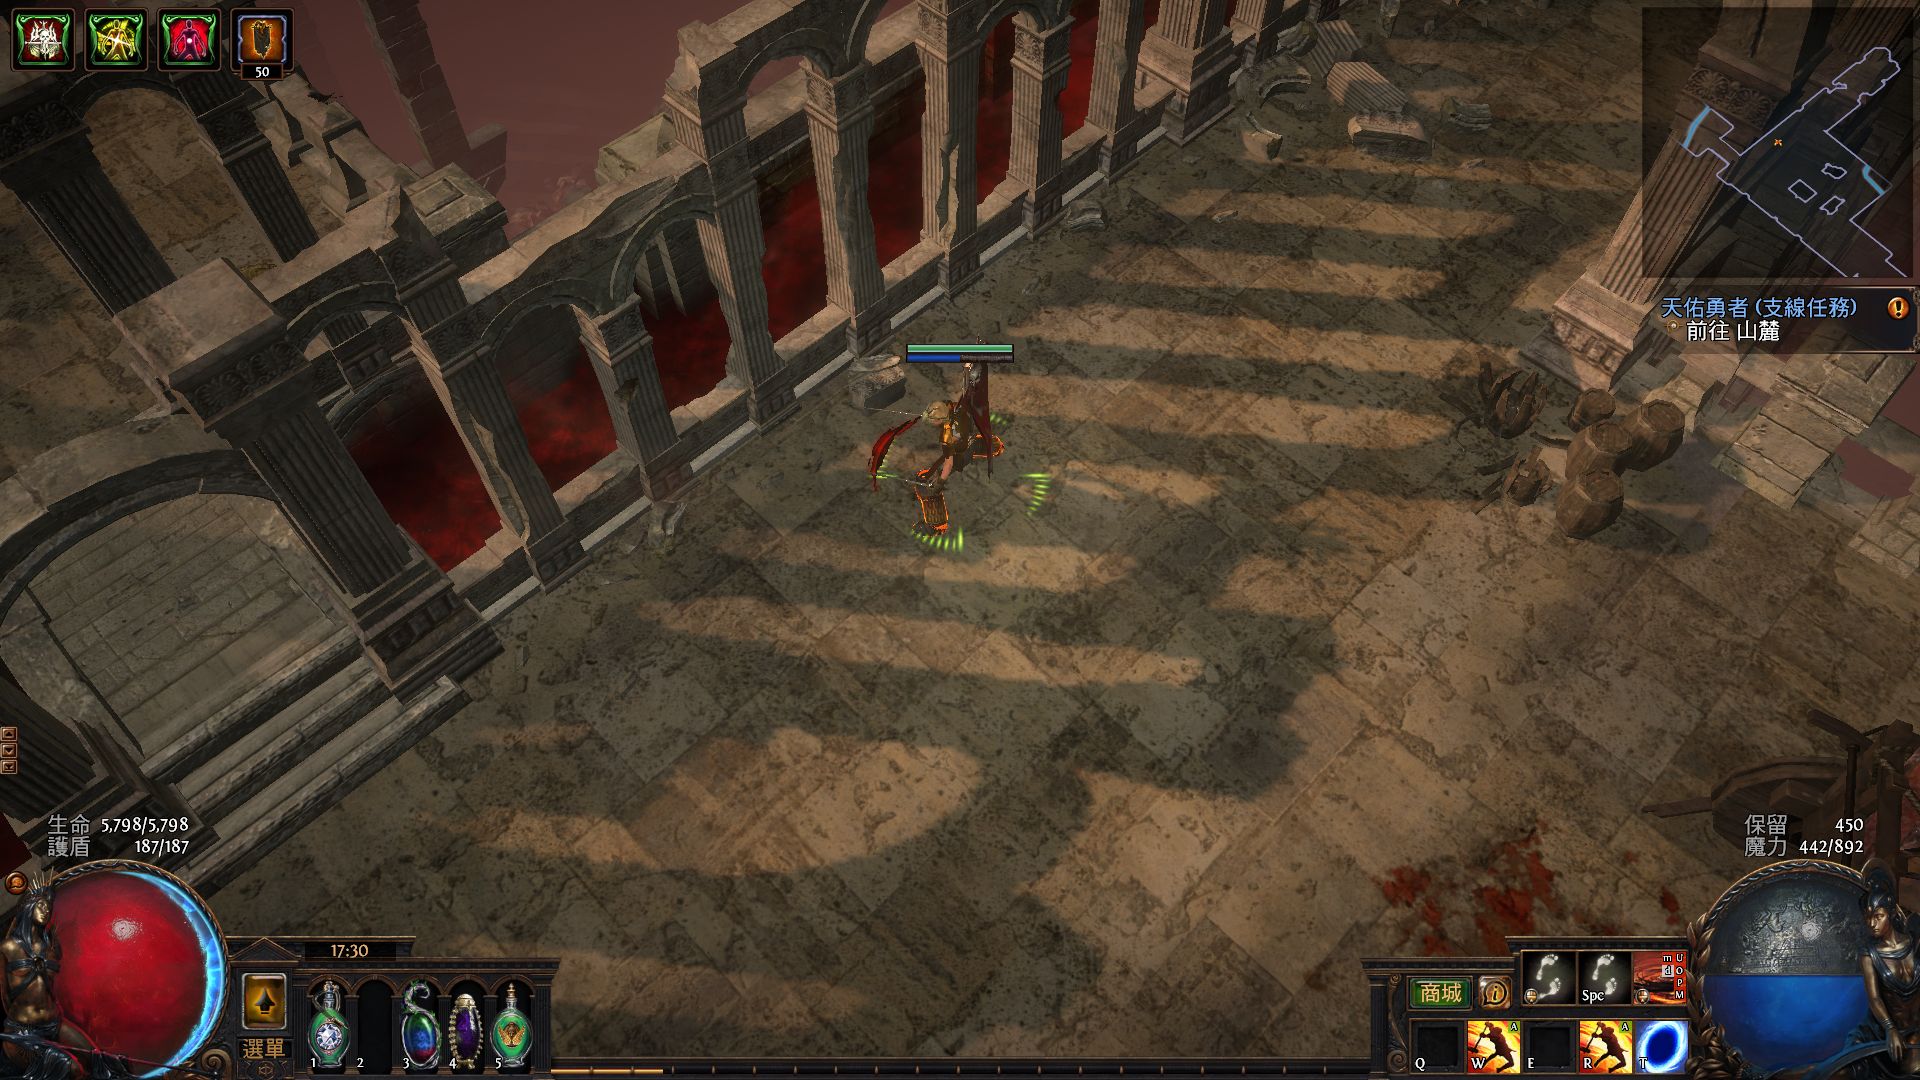 50
天佑勇者 (支線任務)
前往 山麓
生命 5,798/5,798
護盾 187/187
保留 450
魔力 442/892
17:30
選單
1 2 3 4 5
商城
Spc
Q W E R T
A A